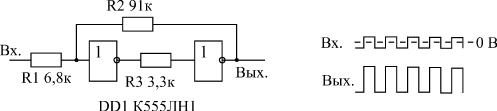 R2 91к
Вх.
1
1
R1 6,8к
R3 3,3к
Вых.
DD1 К555ЛН1
Вх.
0 В
Вых.